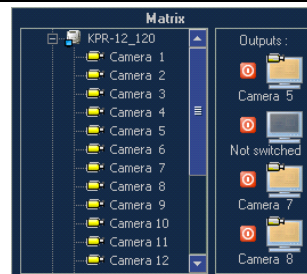 Matrix
KPR-12_120
Camera 1
Camera 2
Camera 3
Camera 4
Camera 5
Camera 6
Camera 7
Camera 8
Camera 9
Camera 10
Camera 11
Camera 12
Outputs :
Camera 5
Not switched
Camera 7
Camera 8